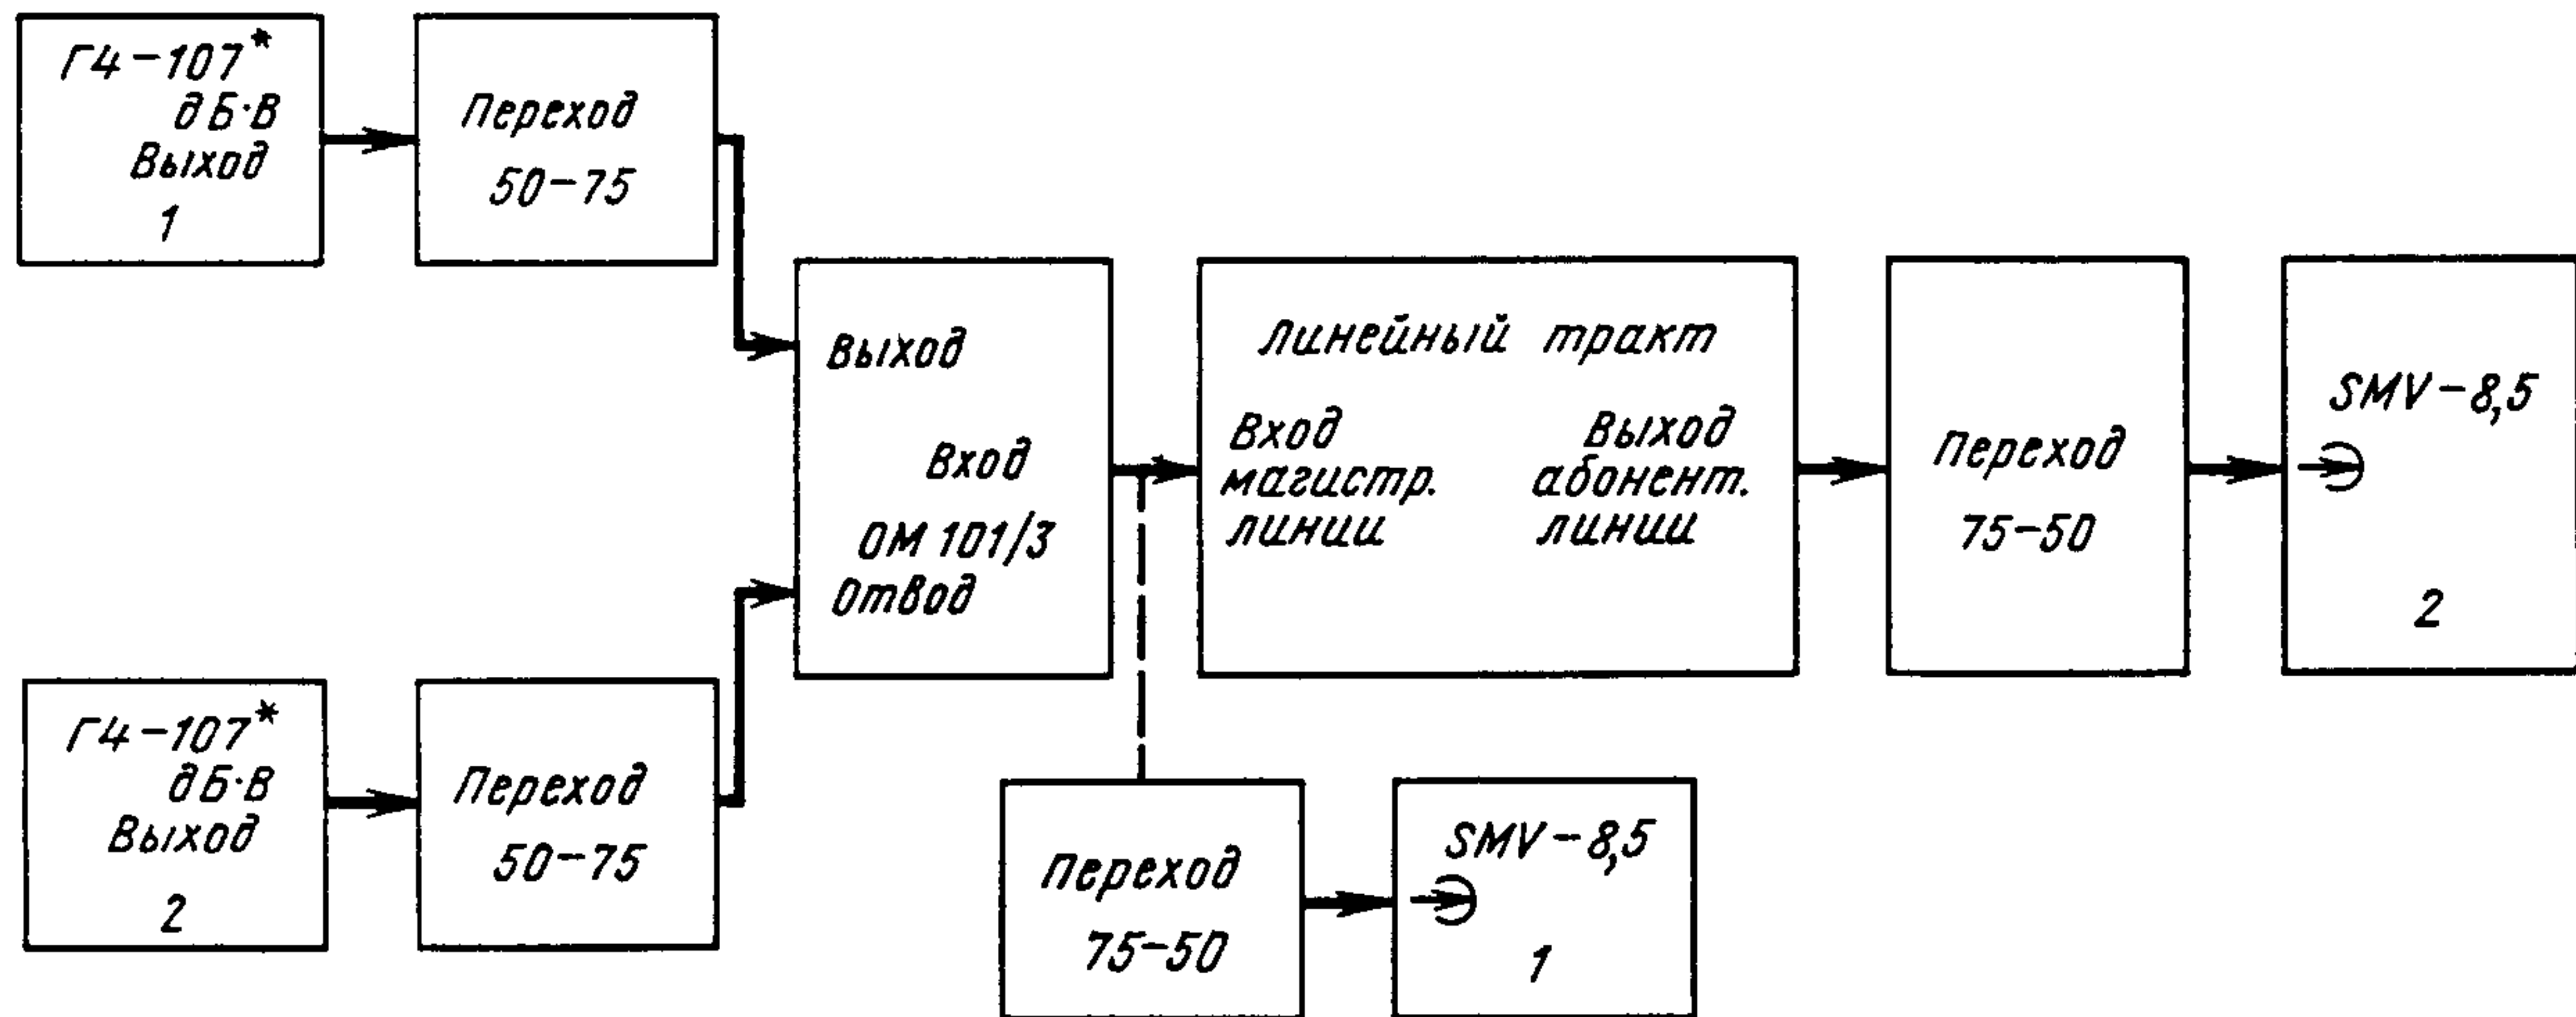 Г4-107*
дБ·В
Выход
1
Переход
50-75
Выход
Вход
ОМ 101/3
Отвод
Линейный тракт
Вход
магистр.
линии
Выход
абонент.
линии
Переход
75-50
SMV-8,5
2
Г4-107*
дБ·В
Выход
2
Переход
50-75
Переход
75-50
SMV-8,5
1